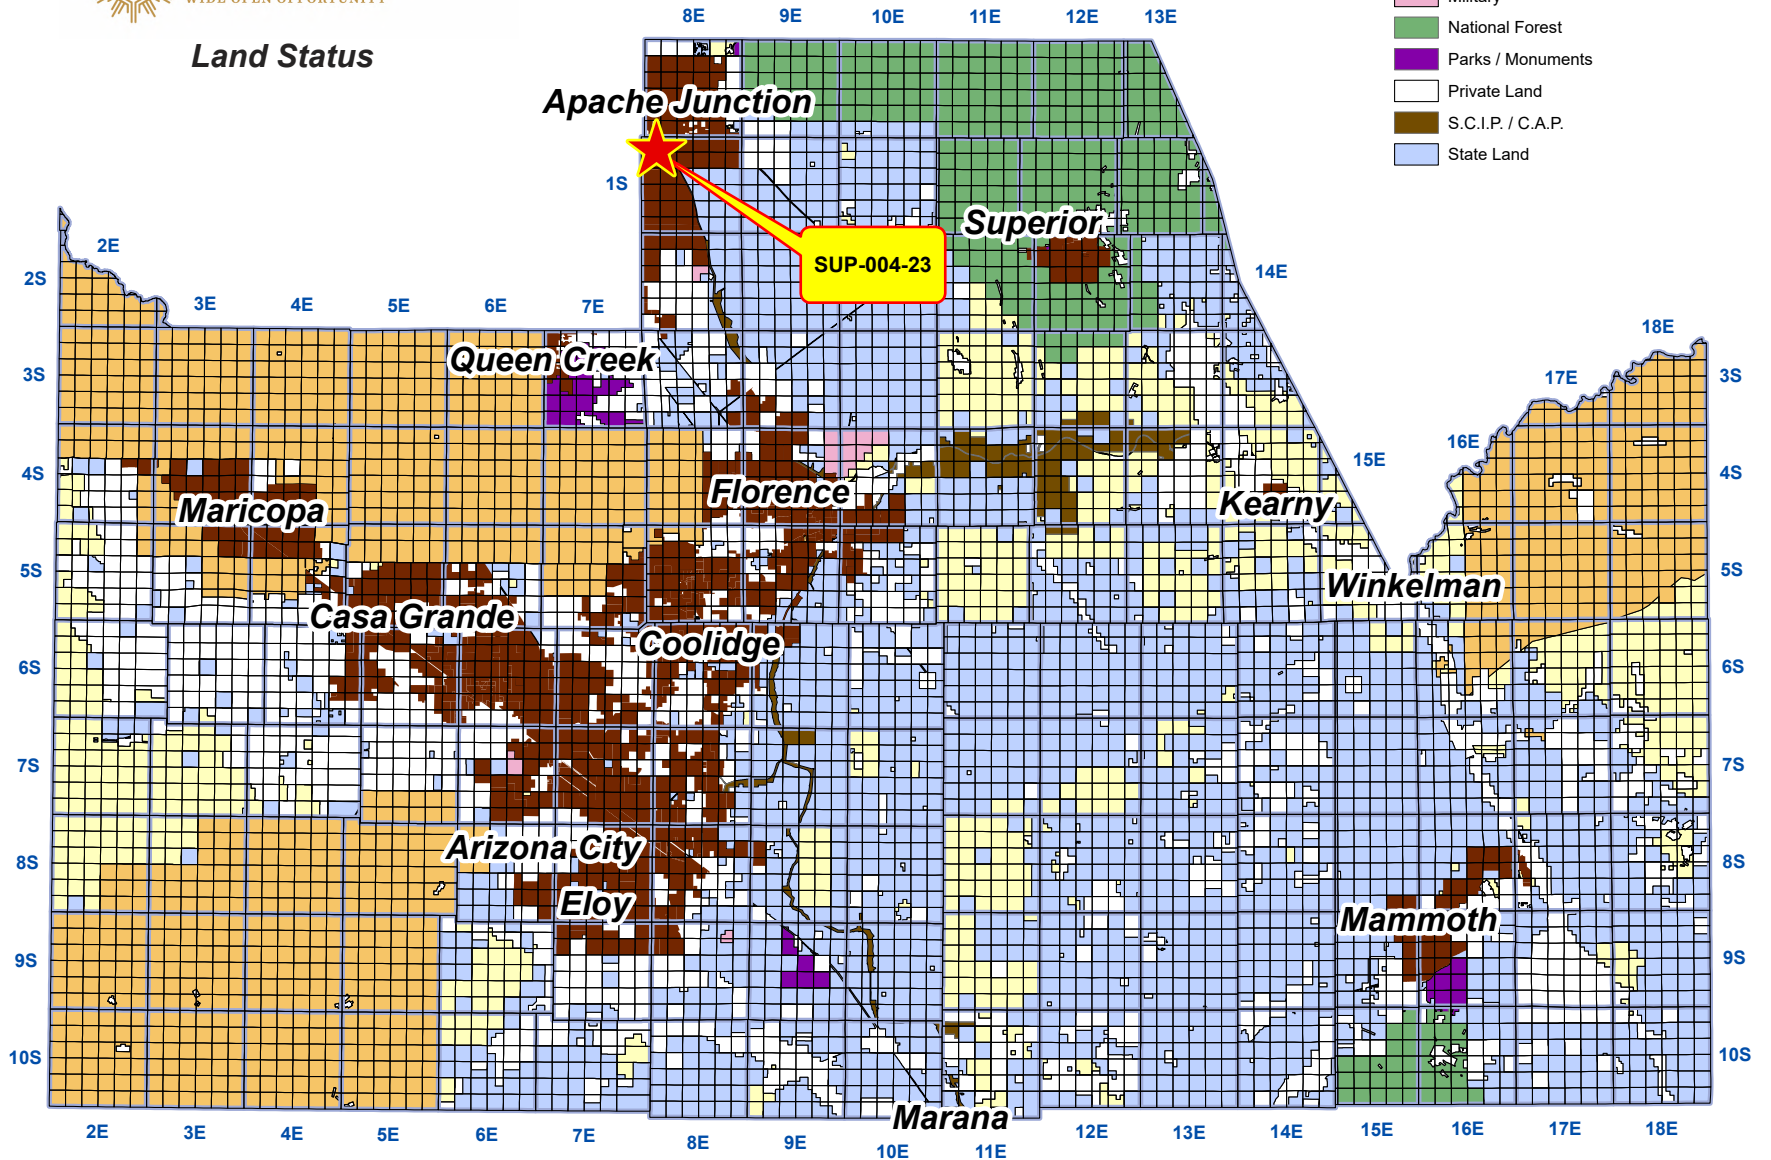 WIDE OPEN OPPORTUNITY
Land Status
8E 9E 10E 11E 12E 13E
Military
National Forest
Parks / Monuments
Private Land
S.C.I.P. / C.A.P.
State Land
Apache Junction
1S
Superior
SUP-004-23
2E
2S
14E
3E 4E 5E 6E 7E
18E
Queen Creek
3S
17E
3S
16E
15E
4S
4S
Florence
Kearny
Maricopa
5S
5S
Winkelman
Casa Grande
Coolidge
6S
6S
7S
7S
Arizona City
8S
8S
Eloy
Mammoth
9S
9S
10S
10S
Marana
2E 3E 4E 5E 6E 7E 8E 9E 10E 11E 12E 13E 14E 15E 16E 17E 18E